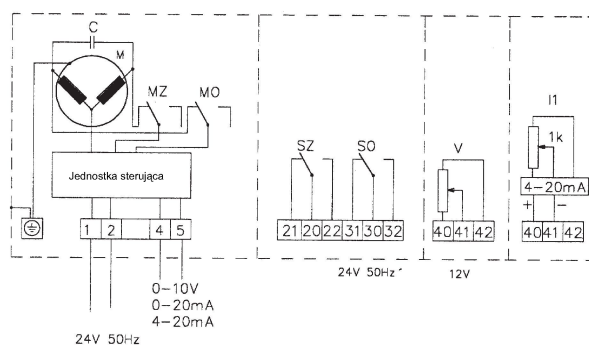 C
M
MZ
MO
Jednostka sterująca
1 2 4 5
0-10V
0-20mA
4-20mA
24V 50Hz
SZ
SO
21 20 22 31 30 32
24V 50Hz
V
40 41 42
12V
I1
1k
4-20mA
+ -
40 41 42